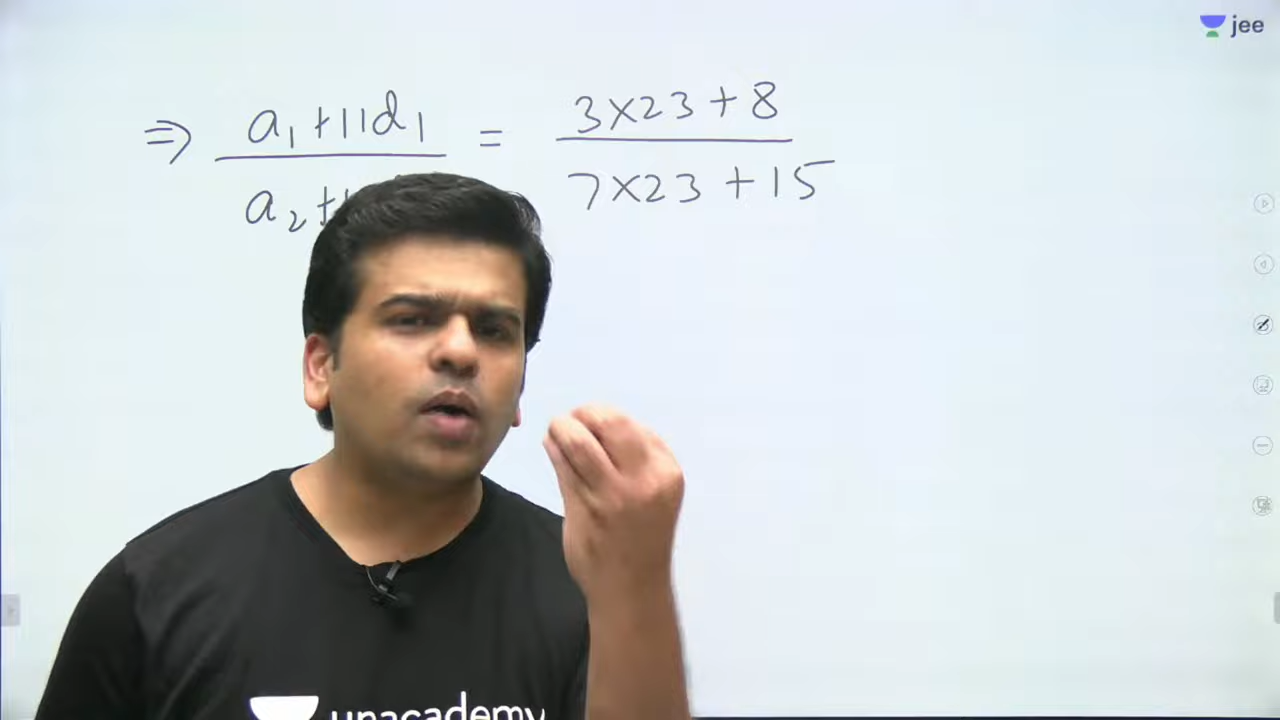 jee
⇒ a₁+11d₁ / a₂+ = 3×23+8 / 7×23+15
unacademy